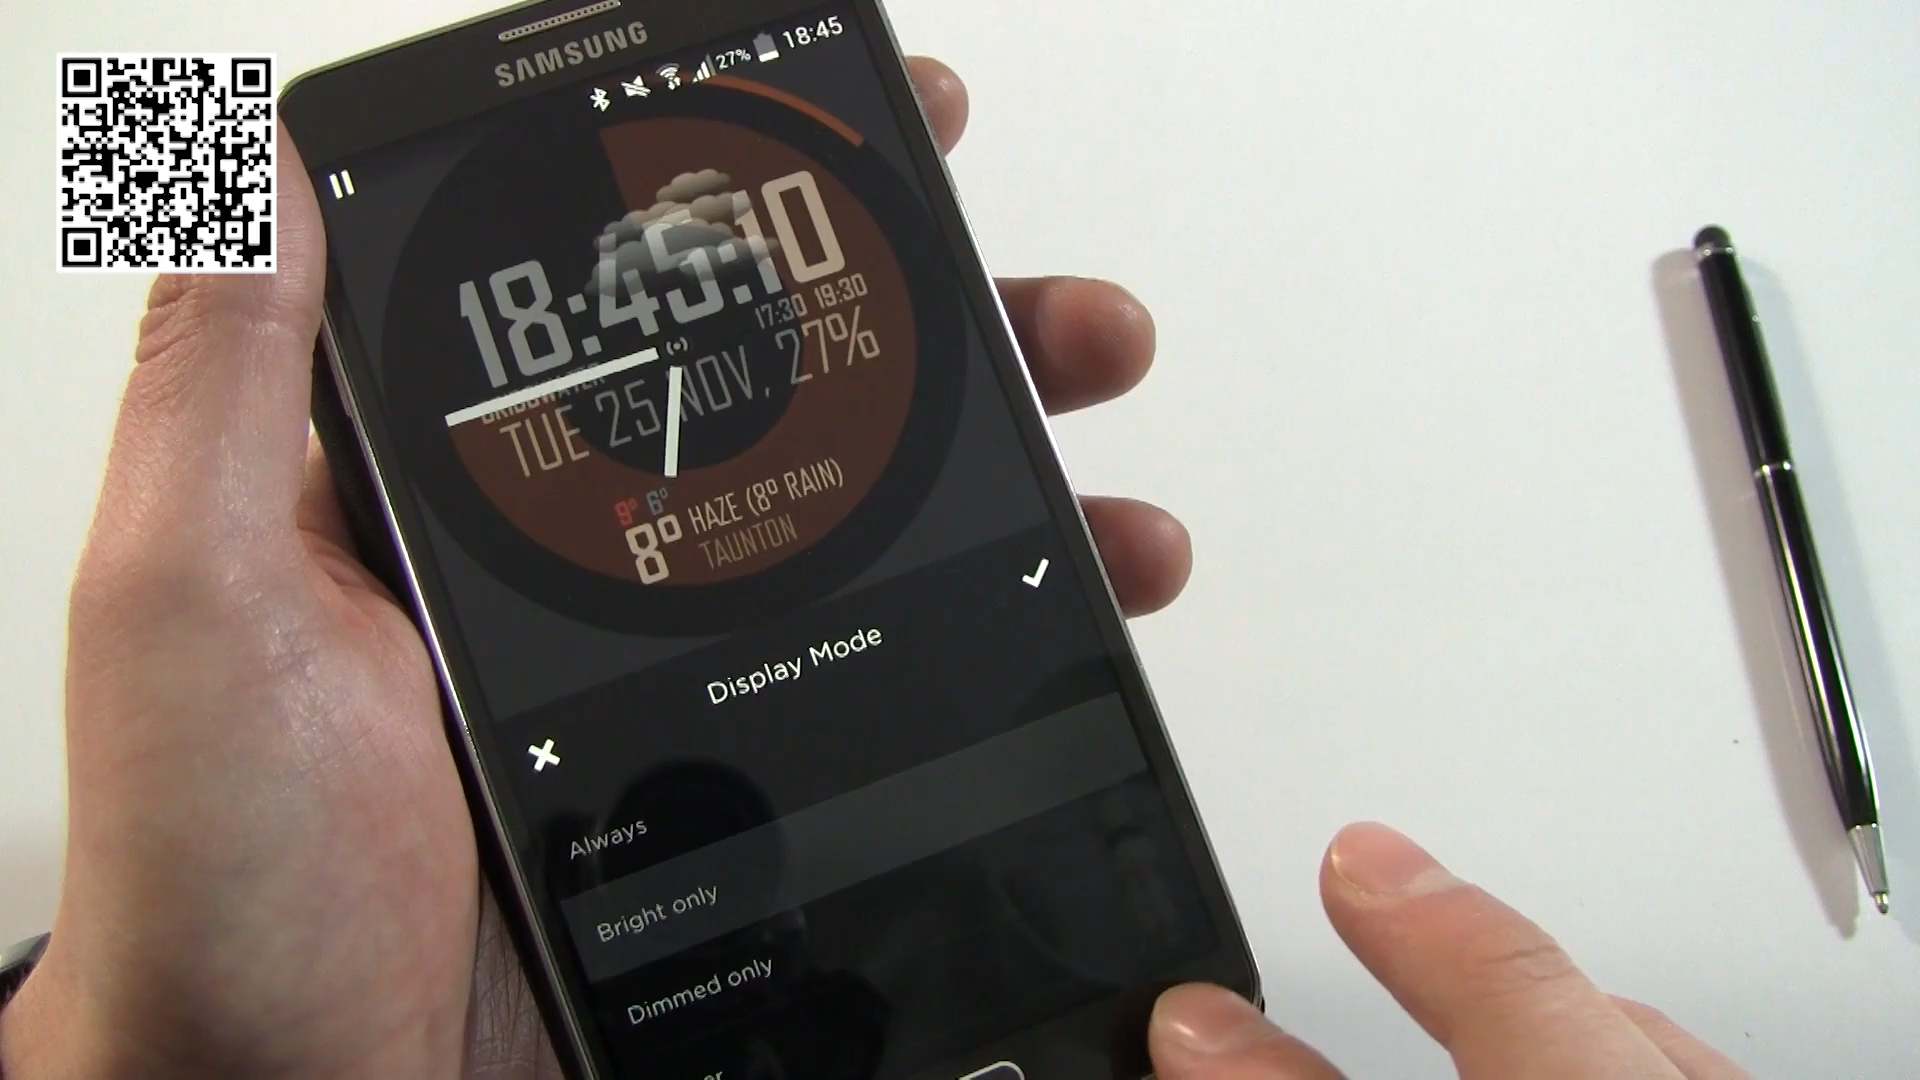 SAMSUNG
27% 18:45
18:45:10
17:30 19:30
TUE 25 NOV, 27%
9° 6°
8° HAZE (8° RAIN)
TAUNTON
Display Mode
Always
Bright only
Dimmed only